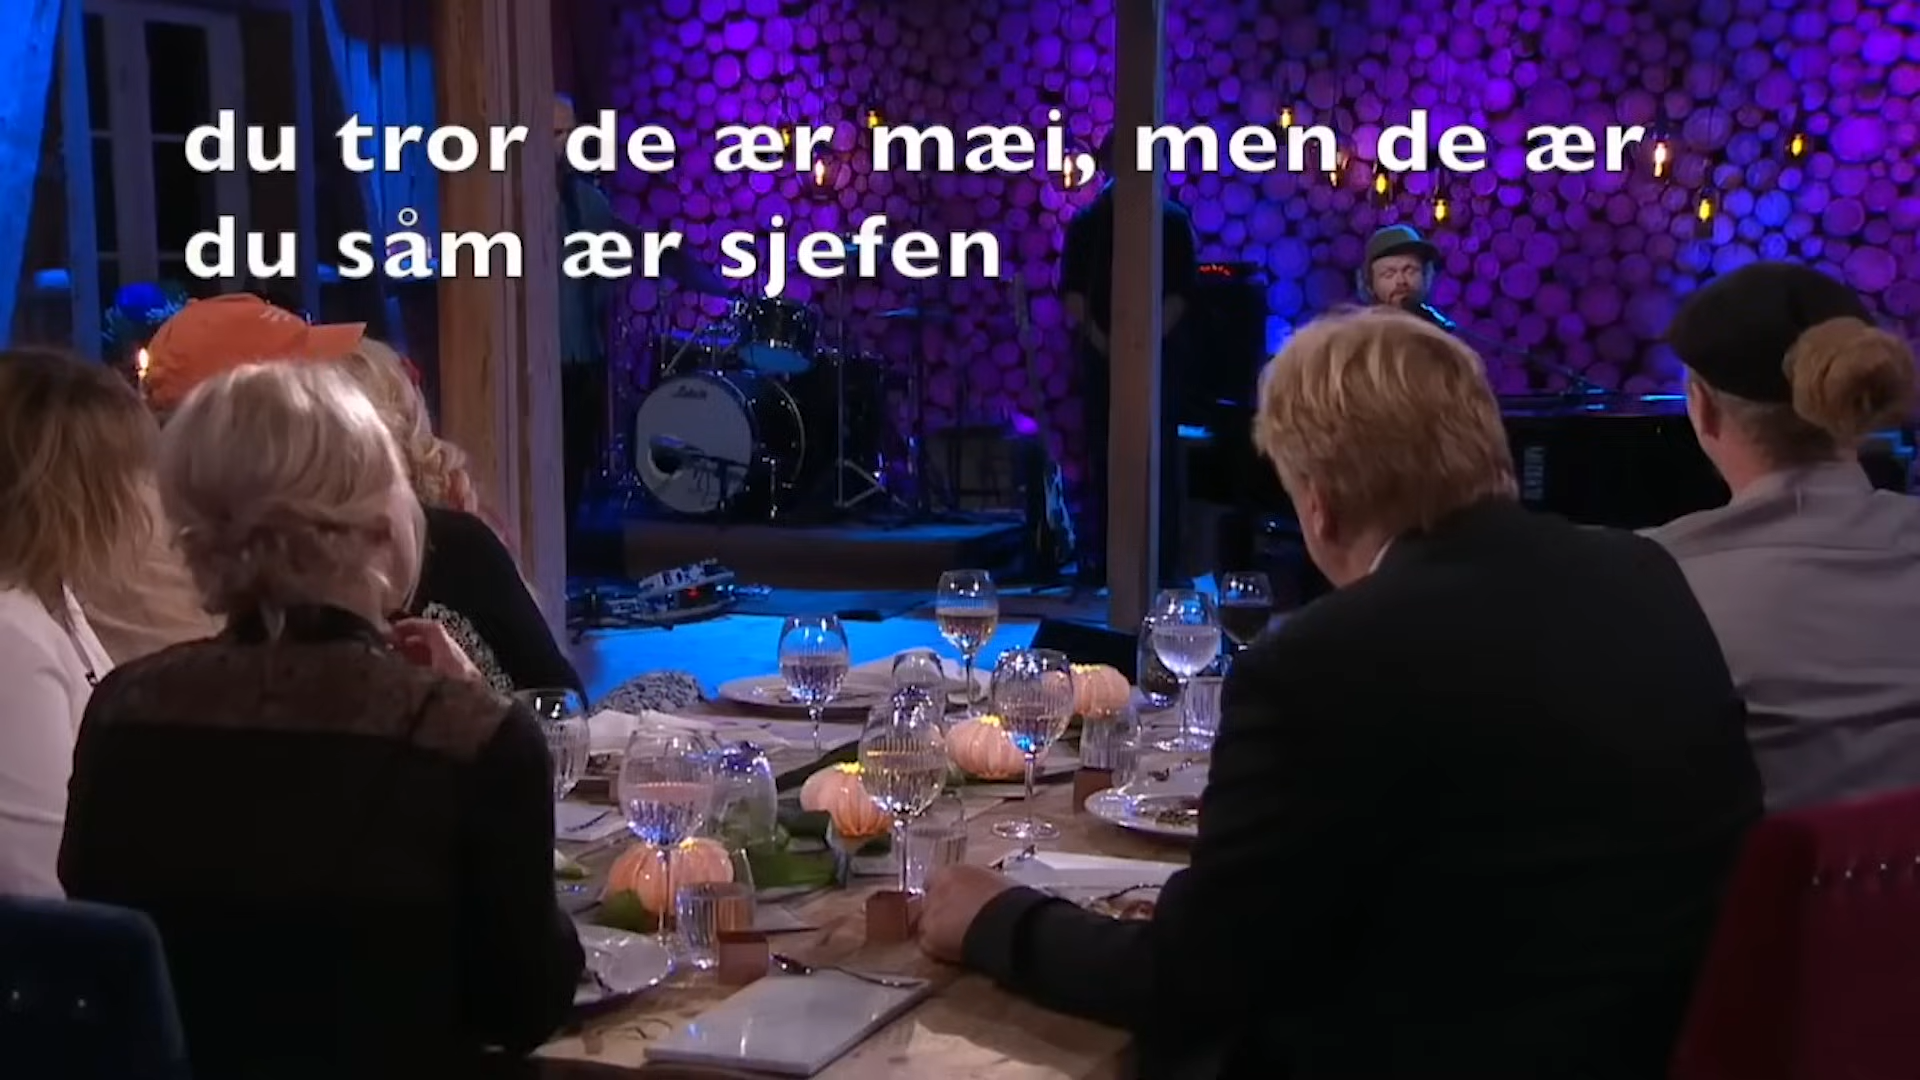 du tror de ær mæi, men de ær
du såm ær sjefen